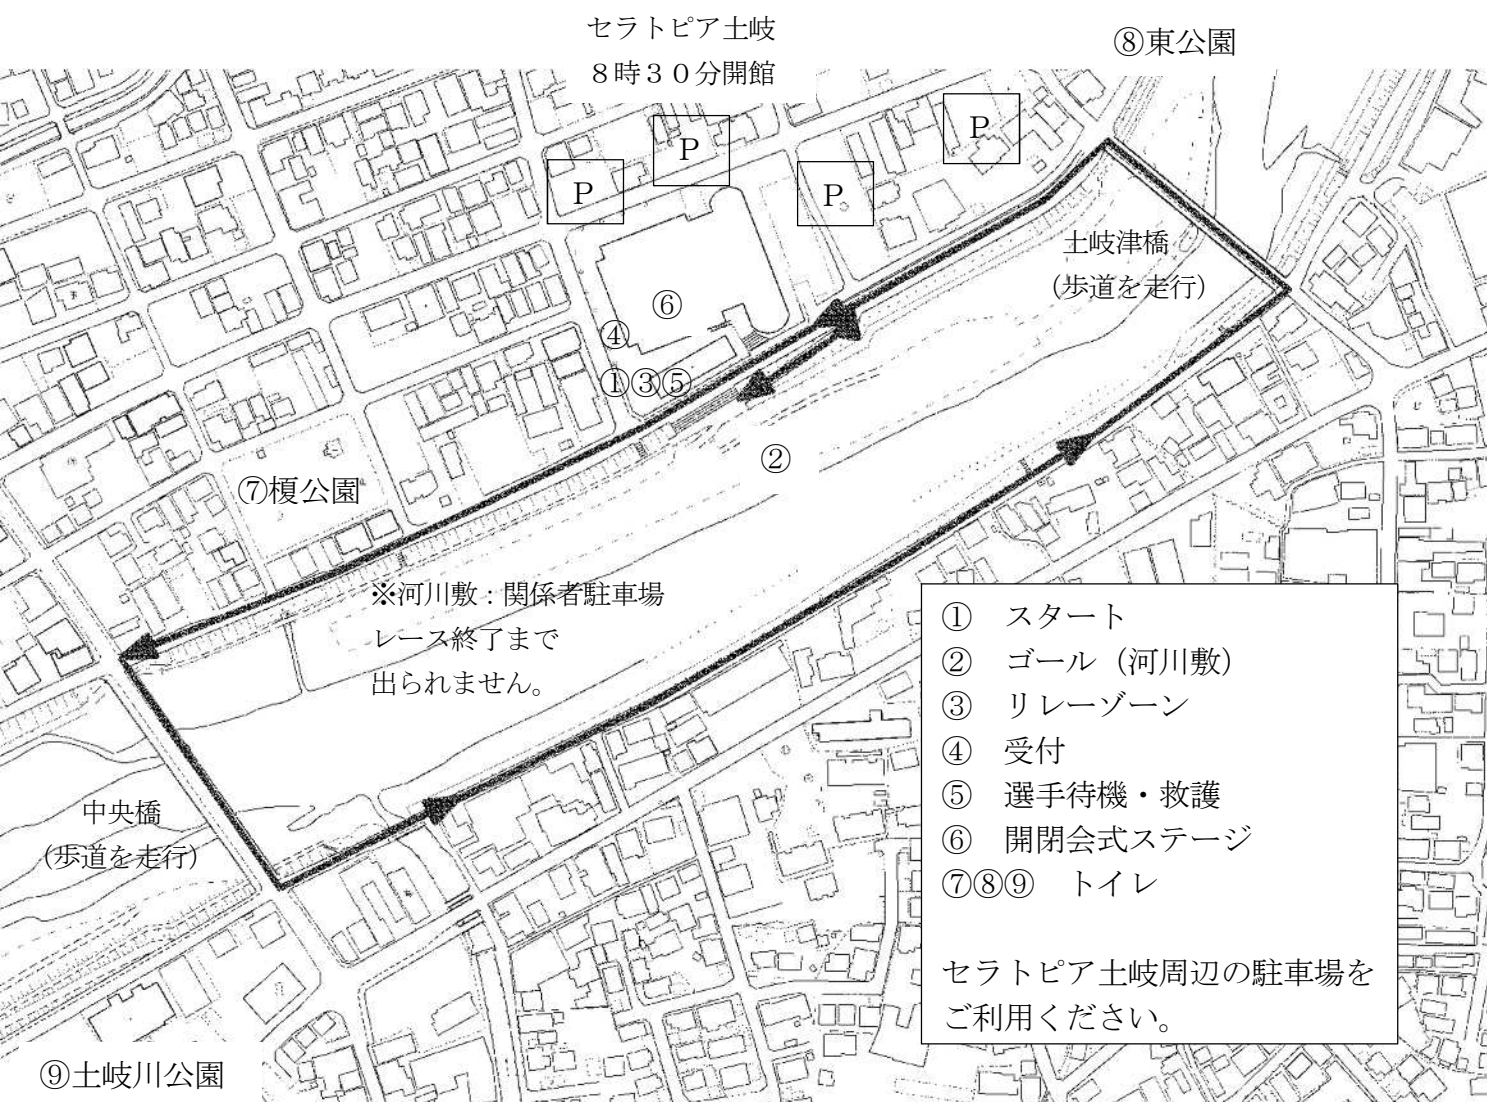 セラトピア土岐
８時３０分開館
⑧東公園
P
P
P
P
土岐津橋
（歩道を走行）
⑥
④
①③⑤
②
⑦榎公園
※河川敷：関係者駐車場
レース終了まで
出られません。
中央橋
（歩道を走行）
① スタート
② ゴール（河川敷）
③ リレーゾーン
④ 受付
⑤ 選手待機・救護
⑥ 開閉会式ステージ
⑦⑧⑨ トイレ
セラトピア土岐周辺の駐車場を
ご利用ください。
⑨土岐川公園